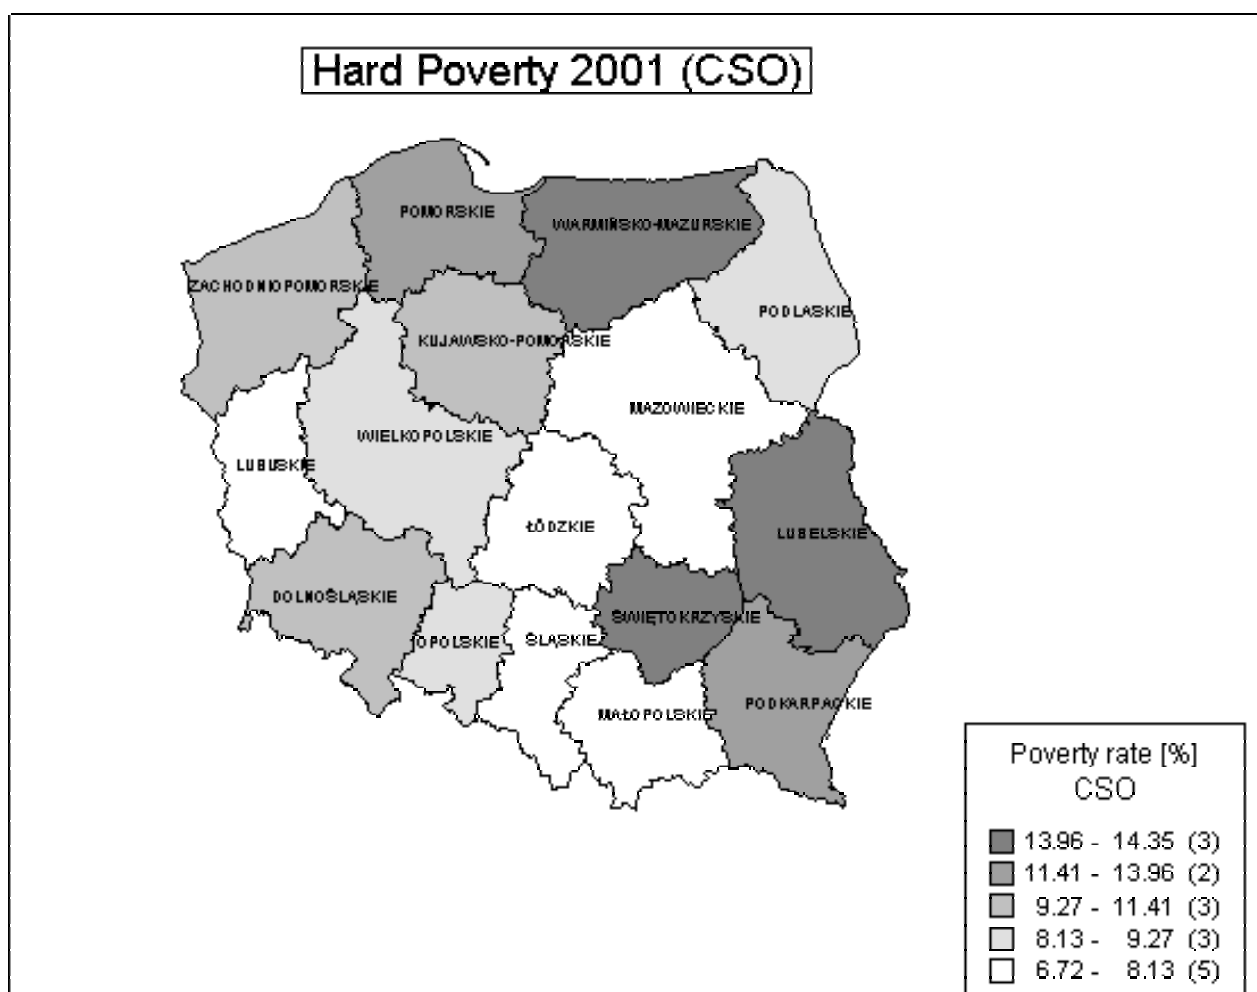 Hard Poverty 2001 (CSO)
POMORSKIE
WARMIŃSKO-MAZURSKIE
ZACHODNIOPOMORSKIE
PODLASKIE
KUJAWSKO-POMORSKIE
MAZOWIECKIE
WIELKOPOLSKIE
LUBUSKIE
ŁÓDZKIE
LUBELSKIE
DOLNOŚLĄSKIE
ŚWIĘTOKRZYSKIE
OPOLSKIE
ŚLĄSKIE
PODKARPACKIE
MAŁOPOLSKIE
Poverty rate [%]
CSO
13.96 - 14.35 (3)
11.41 - 13.96 (2)
9.27 - 11.41 (3)
8.13 - 9.27 (3)
6.72 - 8.13 (5)